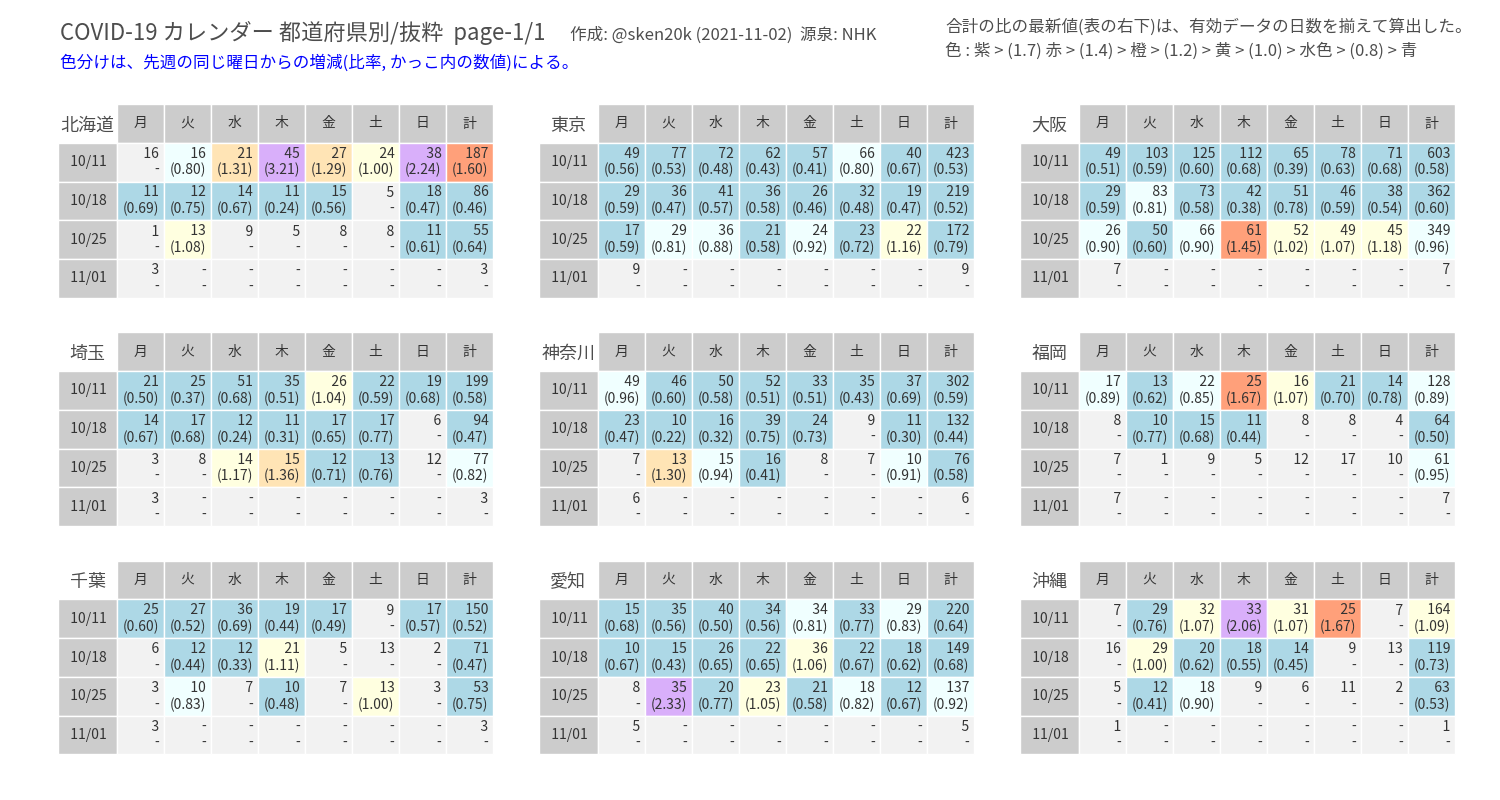 COVID-19 カレンダー 都道府県別/抜粋 page-1/1 作成: @sken20k (2021-11-02) 源泉: NHK
合計の比の最新値(表の右下)は、有効データの日数を揃えて算出した。
色分けは、先週の同じ曜日からの増減(比率, かっこ内の数値)による。
色 : 紫 > (1.7) 赤 > (1.4) > 橙 > (1.2) > 黄 > (1.0) > 水色 > (0.8) > 青
北海道 月 火 水 木 金 土 日 計
10/11 16 16 21 45 27 24 38 187
- (0.80) (1.31) (3.21) (1.29) (1.00) (2.24) (1.60)
10/18 11 12 14 11 15 5 18 86
(0.69) (0.75) (0.67) (0.24) (0.56) - (0.47) (0.46)
10/25 1 13 9 5 8 8 11 55
- (1.08) - - - - (0.61) (0.64)
11/01 3 - - - - - - 3
- - - - - - - -
東京 月 火 水 木 金 土 日 計
10/11 49 77 72 62 57 66 40 423
(0.56) (0.53) (0.48) (0.43) (0.41) (0.80) (0.67) (0.53)
10/18 29 36 41 36 26 32 19 219
(0.59) (0.47) (0.57) (0.58) (0.46) (0.48) (0.47) (0.52)
10/25 17 29 36 21 24 23 22 172
(0.59) (0.81) (0.88) (0.58) (0.92) (0.72) (1.16) (0.79)
11/01 9 - - - - - - 9
- - - - - - - -
大阪 月 火 水 木 金 土 日 計
10/11 49 103 125 112 65 78 71 603
(0.51) (0.59) (0.60) (0.68) (0.39) (0.63) (0.68) (0.58)
10/18 29 83 73 42 51 46 38 362
(0.59) (0.81) (0.58) (0.38) (0.78) (0.59) (0.54) (0.60)
10/25 26 50 66 61 52 49 45 349
(0.90) (0.60) (0.90) (1.45) (1.02) (1.07) (1.18) (0.96)
11/01 7 - - - - - - 7
- - - - - - - -
埼玉 月 火 水 木 金 土 日 計
10/11 21 25 51 35 26 22 19 199
(0.50) (0.37) (0.68) (0.51) (1.04) (0.59) (0.68) (0.58)
10/18 14 17 12 11 17 17 6 94
(0.67) (0.68) (0.24) (0.31) (0.65) (0.77) - (0.47)
10/25 3 8 14 15 12 13 12 77
- - (1.17) (1.36) (0.71) (0.76) - (0.82)
11/01 3 - - - - - - 3
- - - - - - - -
神奈川 月 火 水 木 金 土 日 計
10/11 49 46 50 52 33 35 37 302
(0.96) (0.60) (0.58) (0.51) (0.51) (0.43) (0.69) (0.59)
10/18 23 10 16 39 24 9 11 132
(0.47) (0.22) (0.32) (0.75) (0.73) - (0.30) (0.44)
10/25 7 13 15 16 8 7 10 76
- (1.30) (0.94) (0.41) - - (0.91) (0.58)
11/01 6 - - - - - - 6
- - - - - - - -
福岡 月 火 水 木 金 土 日 計
10/11 17 13 22 25 16 21 14 128
(0.89) (0.62) (0.85) (1.67) (1.07) (0.70) (0.78) (0.89)
10/18 8 10 15 11 8 8 4 64
- (0.77) (0.68) (0.44) - - - (0.50)
10/25 7 1 9 5 12 17 10 61
- - - - - - - (0.95)
11/01 7 - - - - - - 7
- - - - - - - -
千葉 月 火 水 木 金 土 日 計
10/11 25 27 36 19 17 9 17 150
(0.60) (0.52) (0.69) (0.44) (0.49) - (0.57) (0.52)
10/18 6 12 12 21 5 13 2 71
- (0.44) (0.33) (1.11) - - - (0.47)
10/25 3 10 7 10 7 13 3 53
- (0.83) - (0.48) - (1.00) - (0.75)
11/01 3 - - - - - - 3
- - - - - - - -
愛知 月 火 水 木 金 土 日 計
10/11 15 35 40 34 34 33 29 220
(0.68) (0.56) (0.50) (0.56) (0.81) (0.77) (0.83) (0.64)
10/18 10 15 26 22 36 22 18 149
(0.67) (0.43) (0.65) (0.65) (1.06) (0.67) (0.62) (0.68)
10/25 8 35 20 23 21 18 12 137
- (2.33) (0.77) (1.05) (0.58) (0.82) (0.67) (0.92)
11/01 5 - - - - - - 5
- - - - - - - -
沖縄 月 火 水 木 金 土 日 計
10/11 7 29 32 33 31 25 7 164
- (0.76) (1.07) (2.06) (1.07) (1.67) - (1.09)
10/18 16 29 20 18 14 9 13 119
- (1.00) (0.62) (0.55) (0.45) - - (0.73)
10/25 5 12 18 9 6 11 2 63
- (0.41) (0.90) - - - - (0.53)
11/01 1 - - - - - - 1
- - - - - - - -